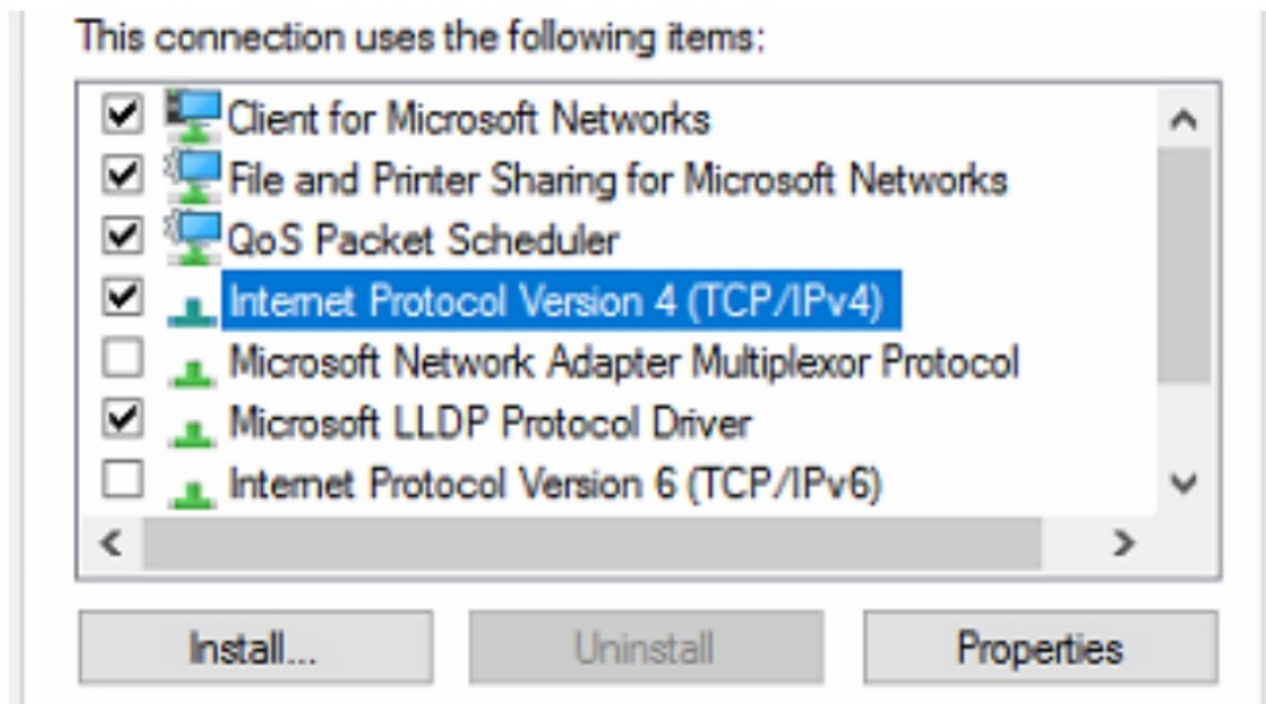 This connection uses the following items:
Client for Microsoft Networks
File and Printer Sharing for Microsoft Networks
QoS Packet Scheduler
Internet Protocol Version 4 (TCP/IPv4)
Microsoft Network Adapter Multiplexor Protocol
Microsoft LLDP Protocol Driver
Internet Protocol Version 6 (TCP/IPv6)
Install... Uninstall Properties